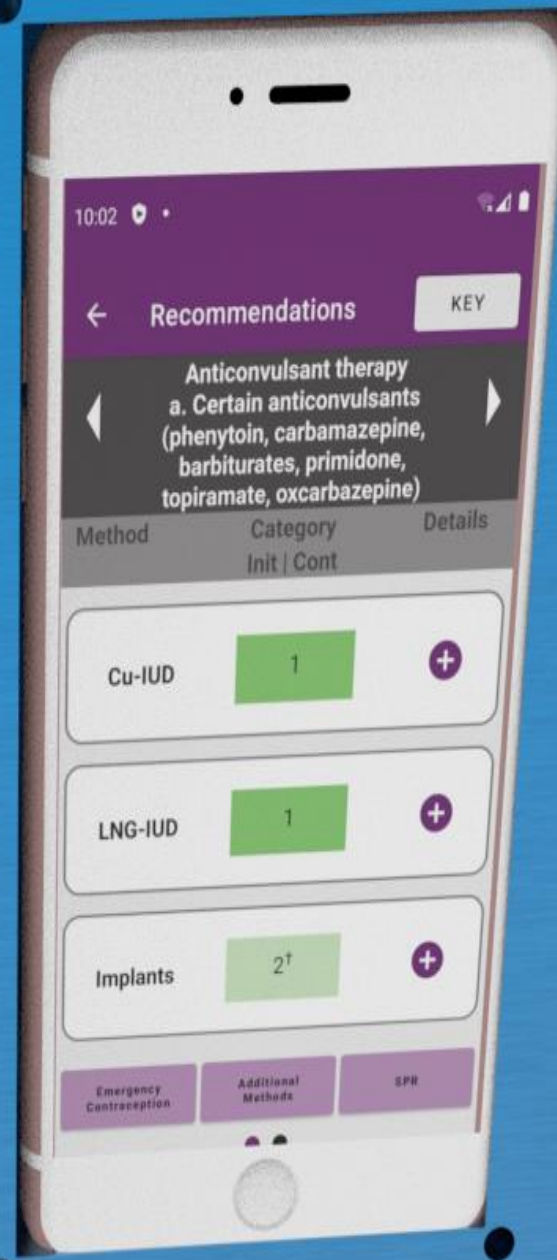 10:02
Recommendations
KEY
Anticonvulsant therapy
a. Certain anticonvulsants
(phenytoin, carbamazepine,
barbiturates, primidone,
topiramate, oxcarbazepine)
Method Category Details
Init | Cont
Cu-IUD 1
LNG-IUD 1
Implants 2†
Emergency
Contraception
Additional
Methods
SPR